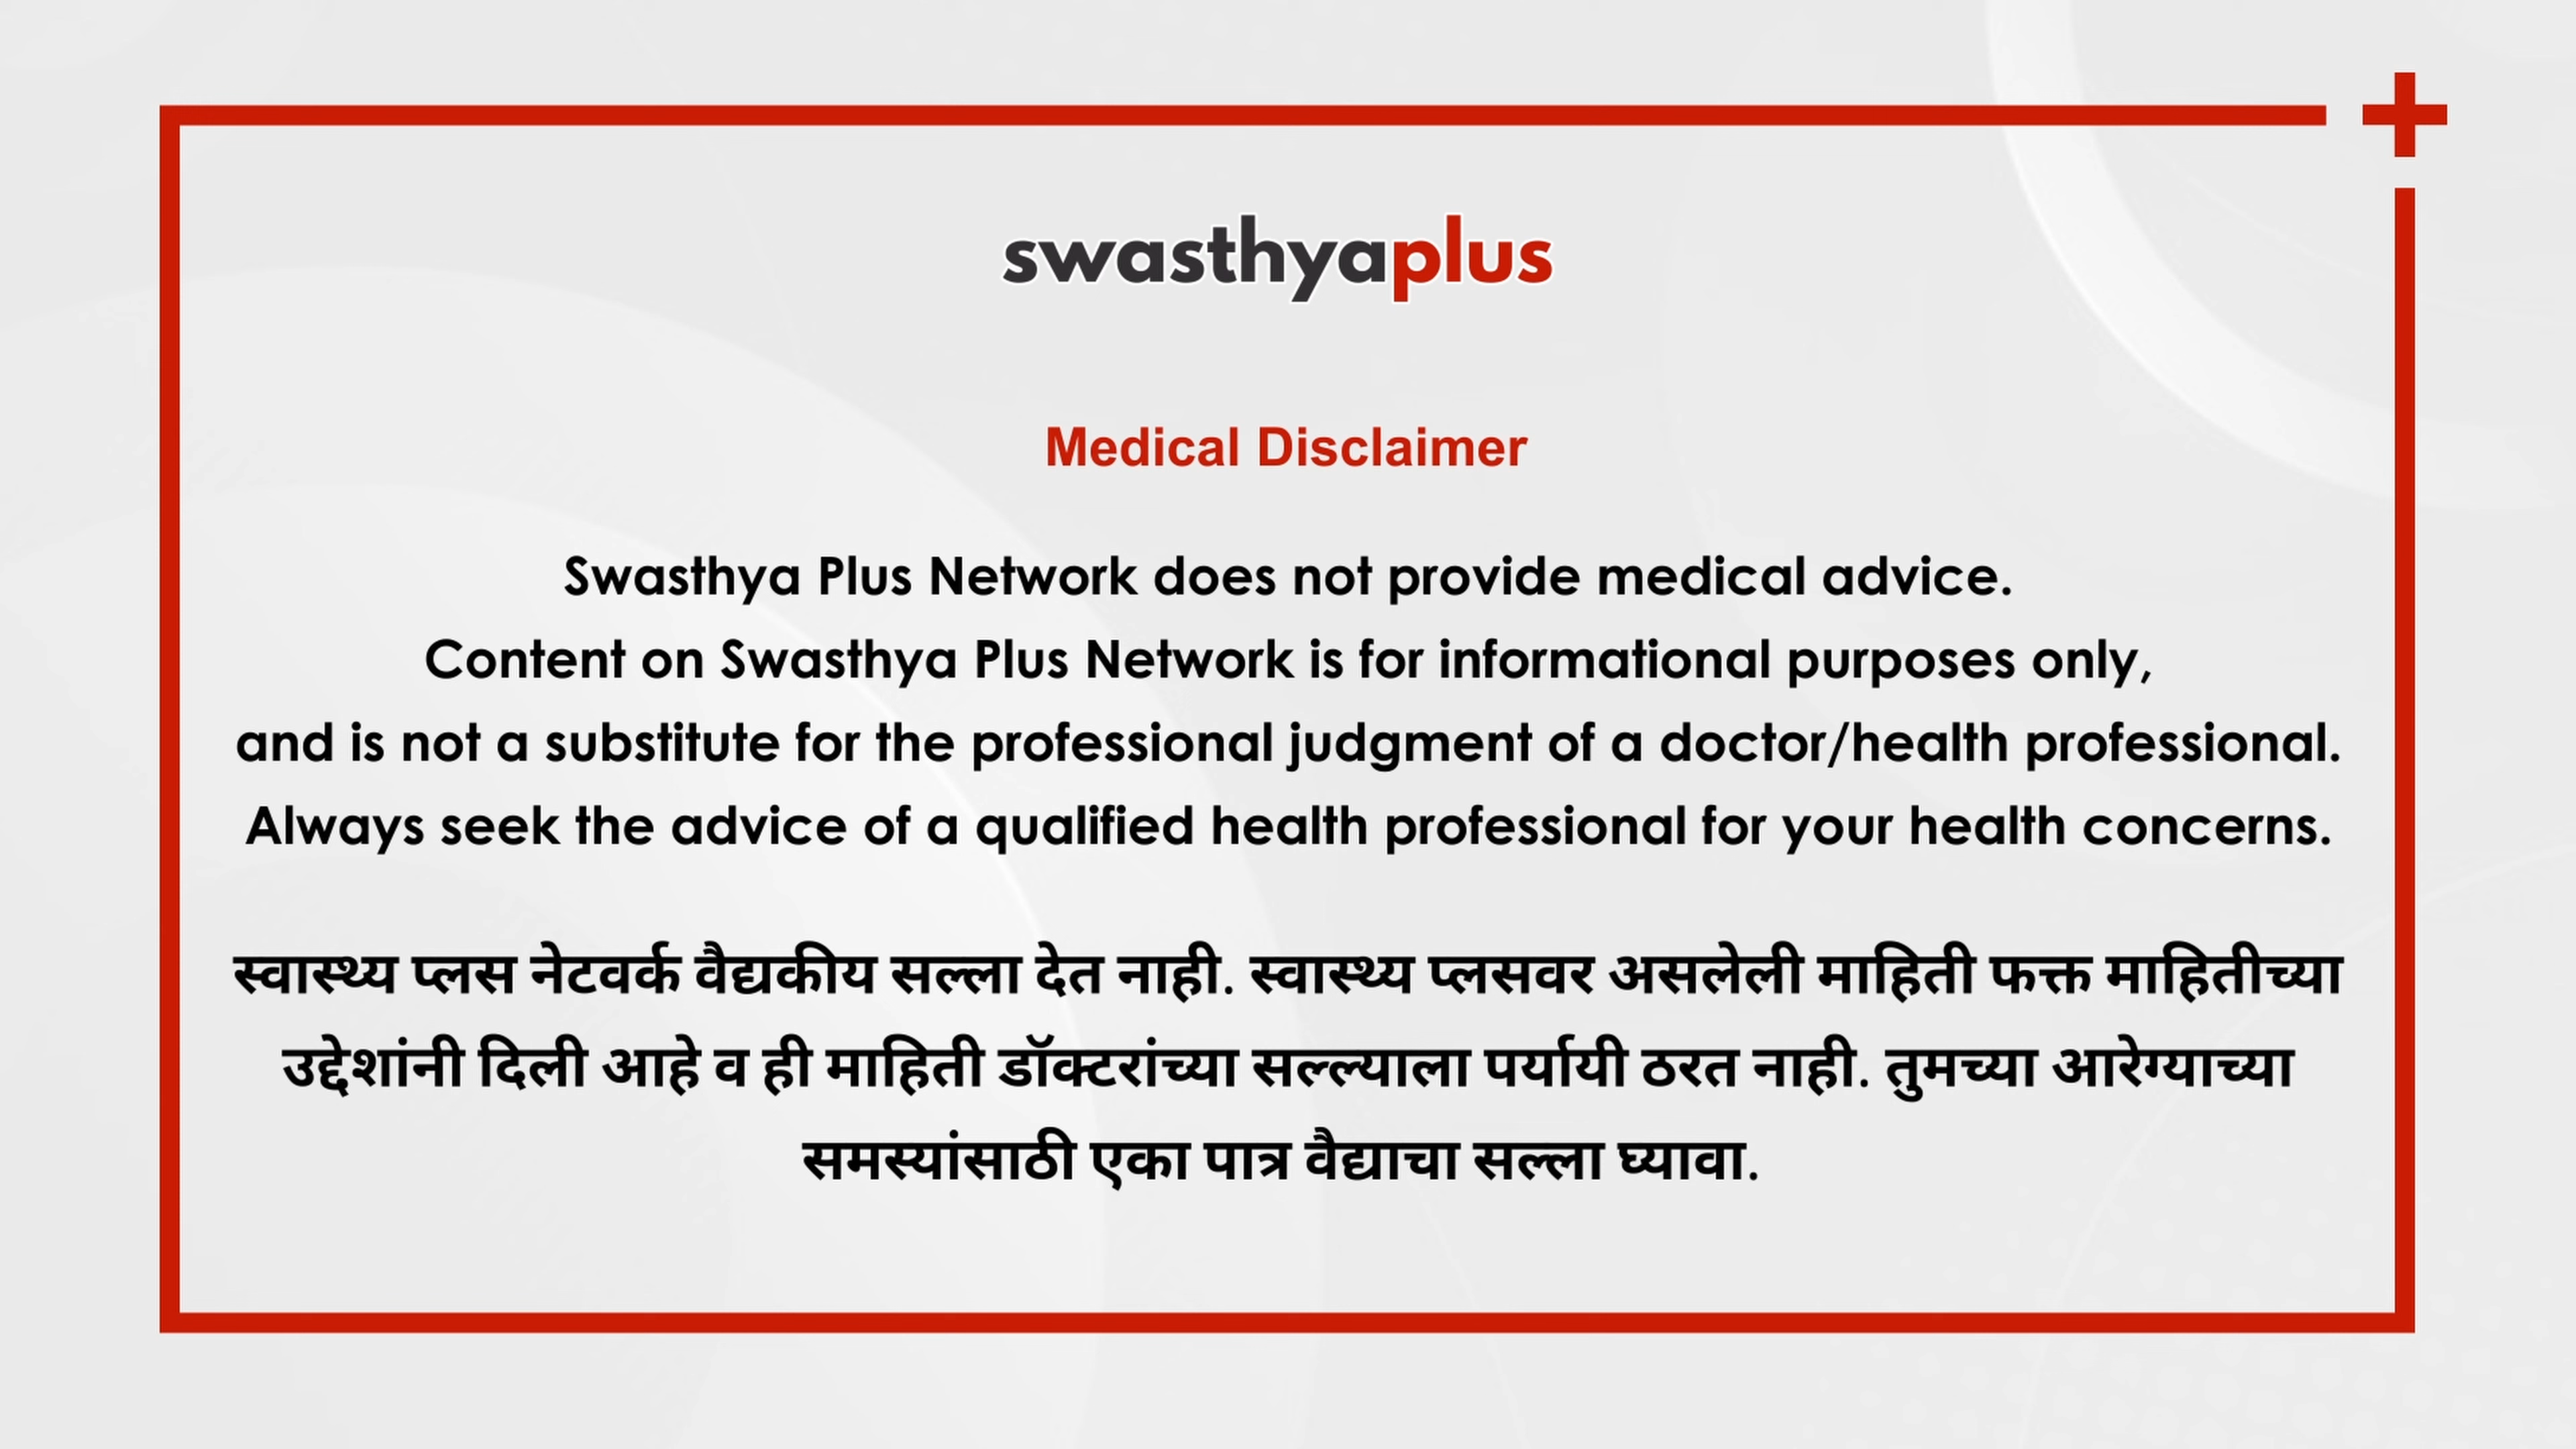 swasthyaplus
Medical Disclaimer
Swasthya Plus Network does not provide medical advice.
Content on Swasthya Plus Network is for informational purposes only,
and is not a substitute for the professional judgment of a doctor/health professional.
Always seek the advice of a qualified health professional for your health concerns.
स्वास्थ्य प्लस नेटवर्क वैद्यकीय सल्ला देत नाही. स्वास्थ्य प्लसवर असलेली माहिती फक्त माहितीच्या
उद्देशांनी दिली आहे व ही माहिती डॉक्टरांच्या सल्ल्याला पर्यायी ठरत नाही. तुमच्या आरेग्याच्या
समस्यांसाठी एका पात्र वैद्याचा सल्ला घ्यावा.